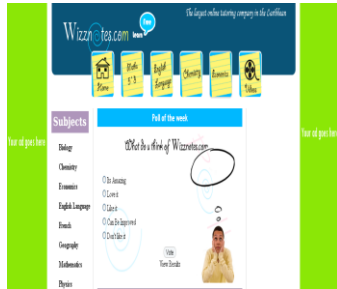 The largest online tutoring company in the Caribbean
free
Wizznotes.com learn
Home
Maths
English Language
Chemistry
Economics
Videos
Subjects
Biology
Chemistry
Economics
English Language
French
Geography
Mathematics
Physics
Poll of the week
What do u think of Wizznotes.com
Its Amazing
Love it
Like it
Can Be Improved
Don't like it
Vote
View Results
Your ad goes here
Your ad goes here